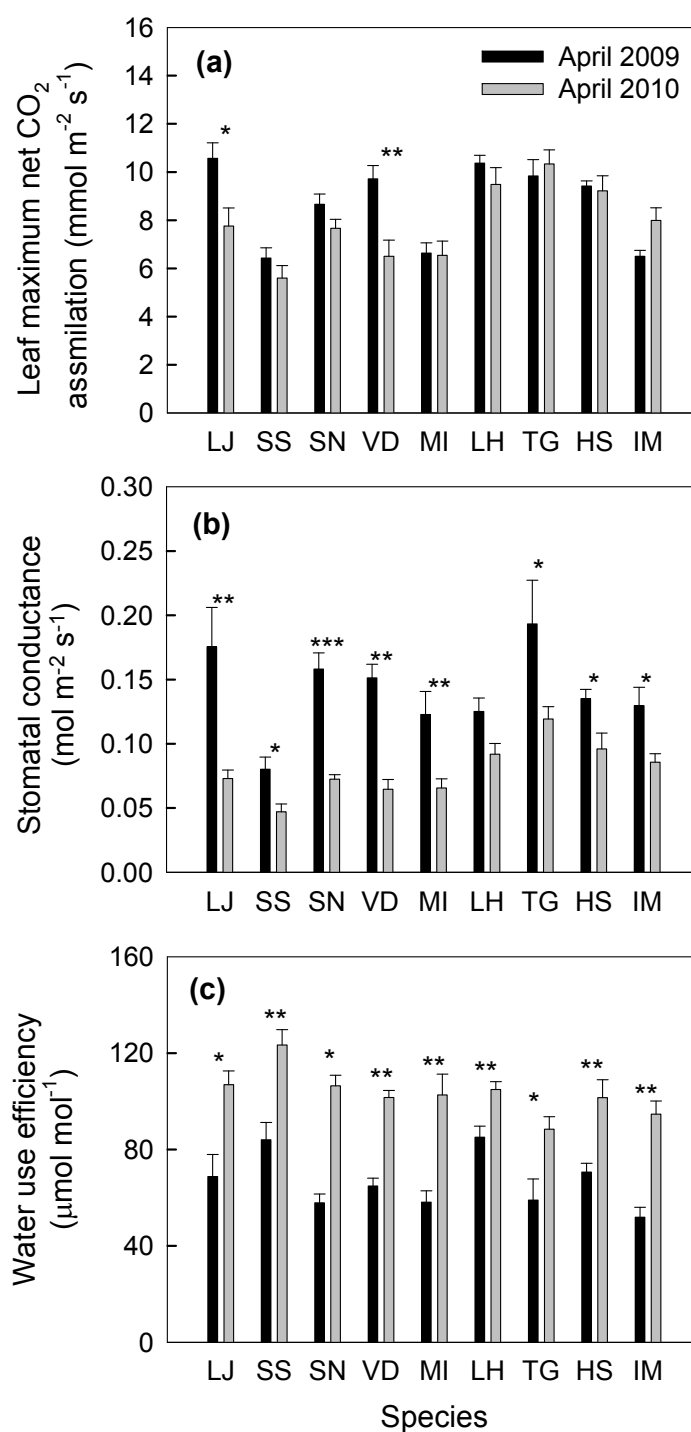 (a)
April 2009
April 2010
Leaf maximum net CO₂
assmilation (mmol m⁻² s⁻¹)
16
14
12
10
8
6
4
2
0
*
**
LJ SS SN VD MI LH TG HS IM
(b)
Stomatal conductance
(mol m⁻² s⁻¹)
0.30
0.25
0.20
0.15
0.10
0.05
0.00
** * *** ** ** * * *
LJ SS SN VD MI LH TG HS IM
(c)
Water use efficiency
(μmol mol⁻¹)
160
120
80
40
0
* ** * ** ** ** * ** **
LJ SS SN VD MI LH TG HS IM
Species